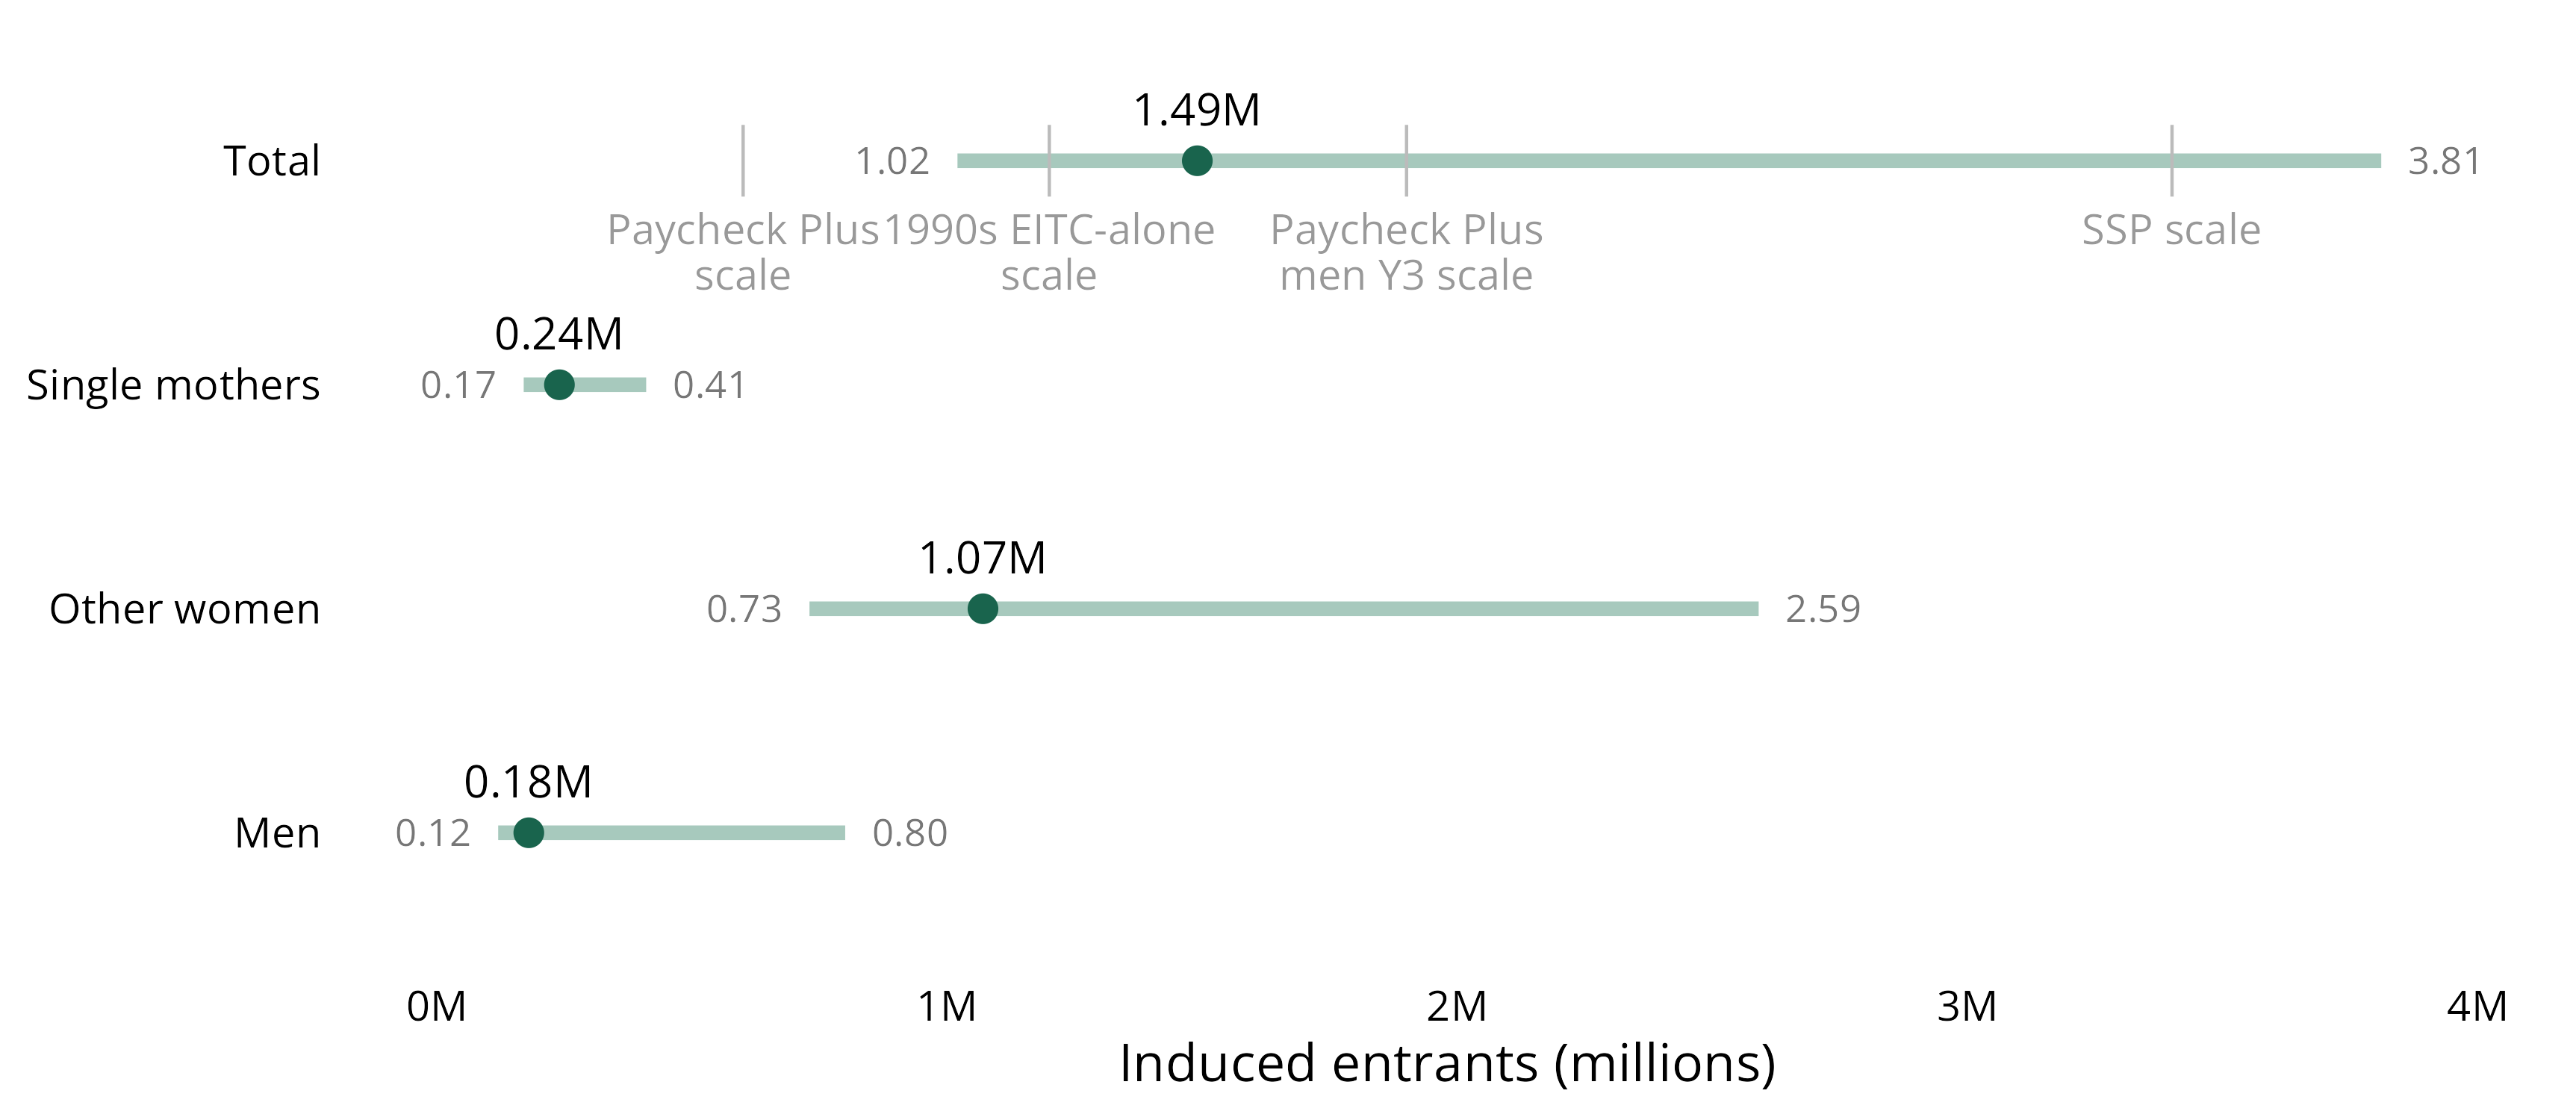 1.49M
Total
1.02
3.81
Paycheck Plus
scale
1990s EITC-alone
scale
Paycheck Plus
men Y3 scale
SSP scale
0.24M
Single mothers
0.17
0.41
1.07M
Other women
0.73
2.59
0.18M
Men
0.12
0.80
0M
1M
2M
3M
4M
Induced entrants (millions)